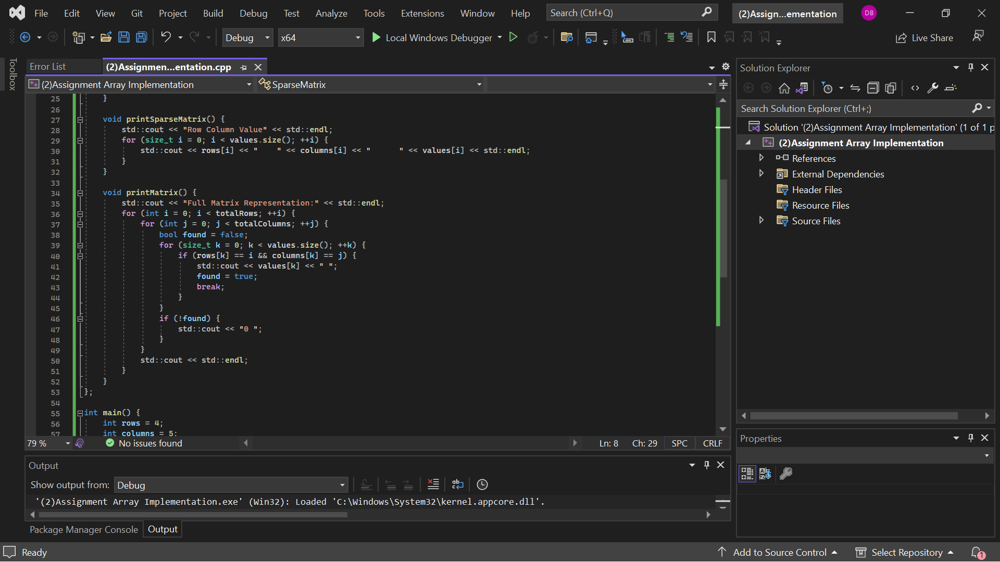 File Edit View Git Project Build Debug Test Analyze Tools Extensions Window Help Search (Ctrl+Q) (2)Assign...ementation DB
Debug x64 Local Windows Debugger Live Share
Toolbox
Error List (2)Assignmen...entation.cpp
(2)Assignment Array Implementation SparseMatrix
25 }
26
27 void printSparseMatrix() {
28 std::cout << "Row Column Value" << std::endl;
29 for (size_t i = 0; i < values.size(); ++i) {
30 std::cout << rows[i] << "    " << columns[i] << "      " << values[i] << std::endl;
31 }
32 }
33
34 void printMatrix() {
35 std::cout << "Full Matrix Representation:" << std::endl;
36 for (int i = 0; i < totalRows; ++i) {
37 for (int j = 0; j < totalColumns; ++j) {
38 bool found = false;
39 for (size_t k = 0; k < values.size(); ++k) {
40 if (rows[k] == i && columns[k] == j) {
41 std::cout << values[k] << " ";
42 found = true;
43 break;
44 }
45 }
46 if (!found) {
47 std::cout << "0 ";
48 }
49 }
50 std::cout << std::endl;
51 }
52 }
53 };
54
55 int main() {
56 int rows = 4;
57 int columns = 5;
79 % No issues found Ln: 8 Ch: 29 SPC CRLF
Output
Show output from: Debug
'(2)Assignment Array Implementation.exe' (Win32): Loaded 'C:\Windows\System32\kernel.appcore.dll'.
Package Manager Console Output
Solution Explorer
Search Solution Explorer (Ctrl+;)
Solution '(2)Assignment Array Implementation' (1 of 1 p
(2)Assignment Array Implementation
References
External Dependencies
Header Files
Resource Files
Source Files
Properties
Ready Add to Source Control Select Repository 1